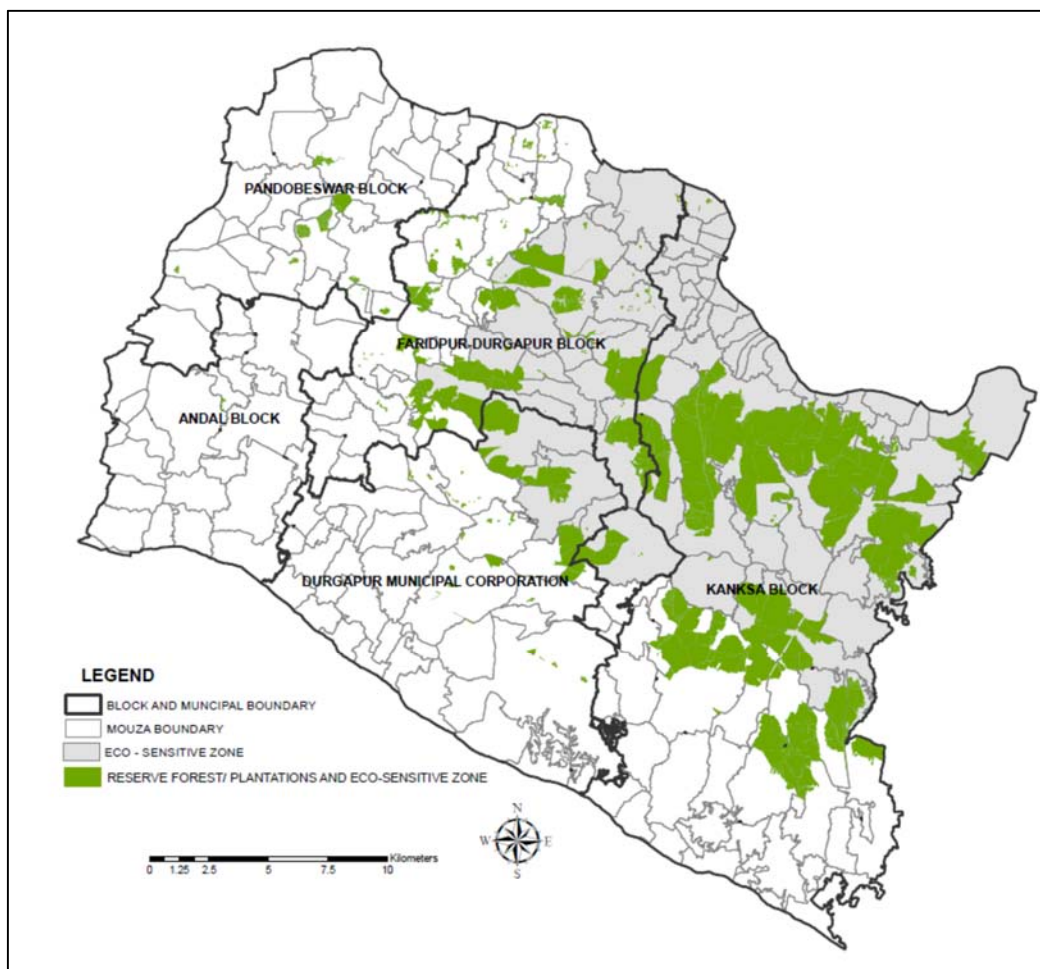 PANDOBESWAR BLOCK
FARIDPUR-DURGAPUR BLOCK
ANDAL BLOCK
DURGAPUR MUNICIPAL CORPORATION
KANKSA BLOCK
LEGEND
BLOCK AND MUNCIPAL BOUNDARY
MOUZA BOUNDARY
ECO - SENSITIVE ZONE
RESERVE FOREST/ PLANTATIONS AND ECO-SENSITIVE ZONE
N
W E
S
Kilometers
0 1.25 2.5 5 7.5 10